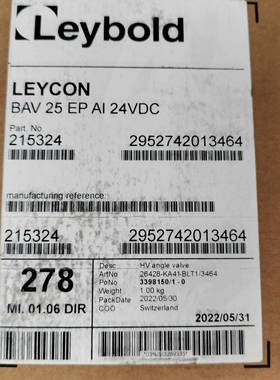 Leybold
LEYCON
BAV 25 EP AI 24VDC
Part. No.
215324 2952742013464
manufacturing reference:
215324 2952742013464
278
MI. 01.06 DIR
Desc HV angle valve
ArtNo 26428-KA41-BLT1/3464
PoNo 3398150/1 - 0
Weight 1.00 kg
PackDate 2022/05/30
COO Switzerland
2022/05/31